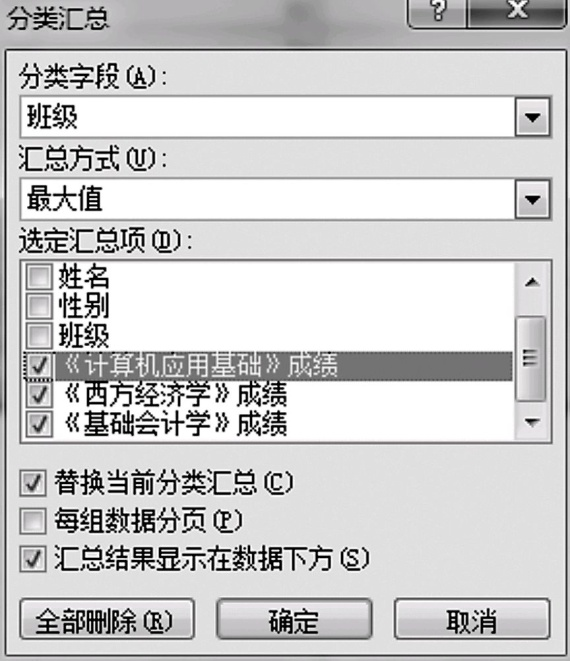 分类汇总
分类字段(A):
班级
汇总方式(U):
最大值
选定汇总项(D):
姓名
性别
班级
《计算机应用基础》成绩
《西方经济学》成绩
《基础会计学》成绩
替换当前分类汇总(C)
每组数据分页(P)
汇总结果显示在数据下方(S)
全部删除(R) 确定 取消